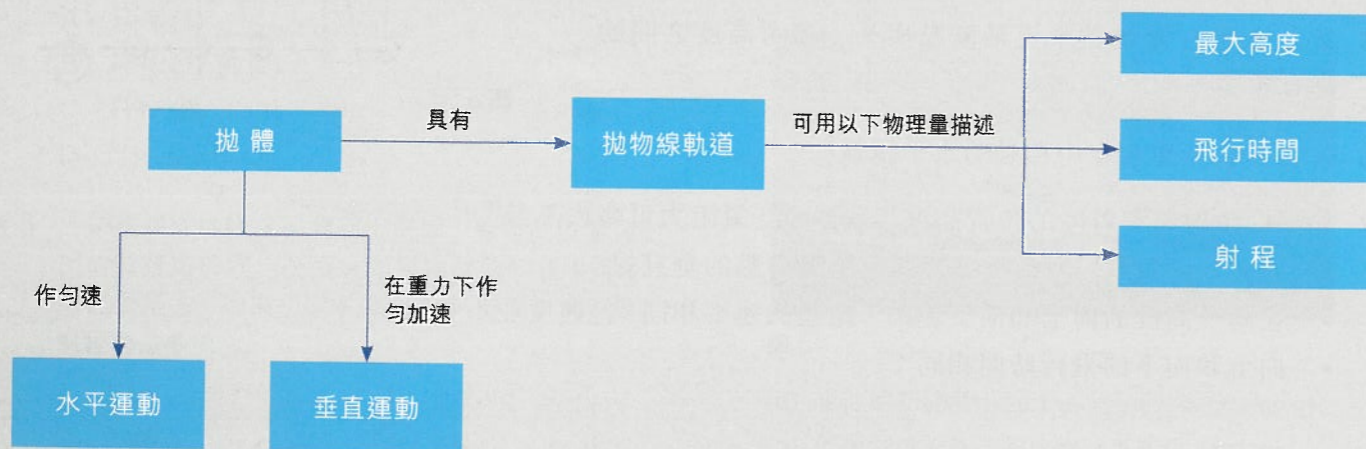 最大高度
拋 體
具有
拋物線軌道
可用以下物理量描述
飛行時間
射 程
作勻速
在重力下作
勻加速
水平運動
垂直運動